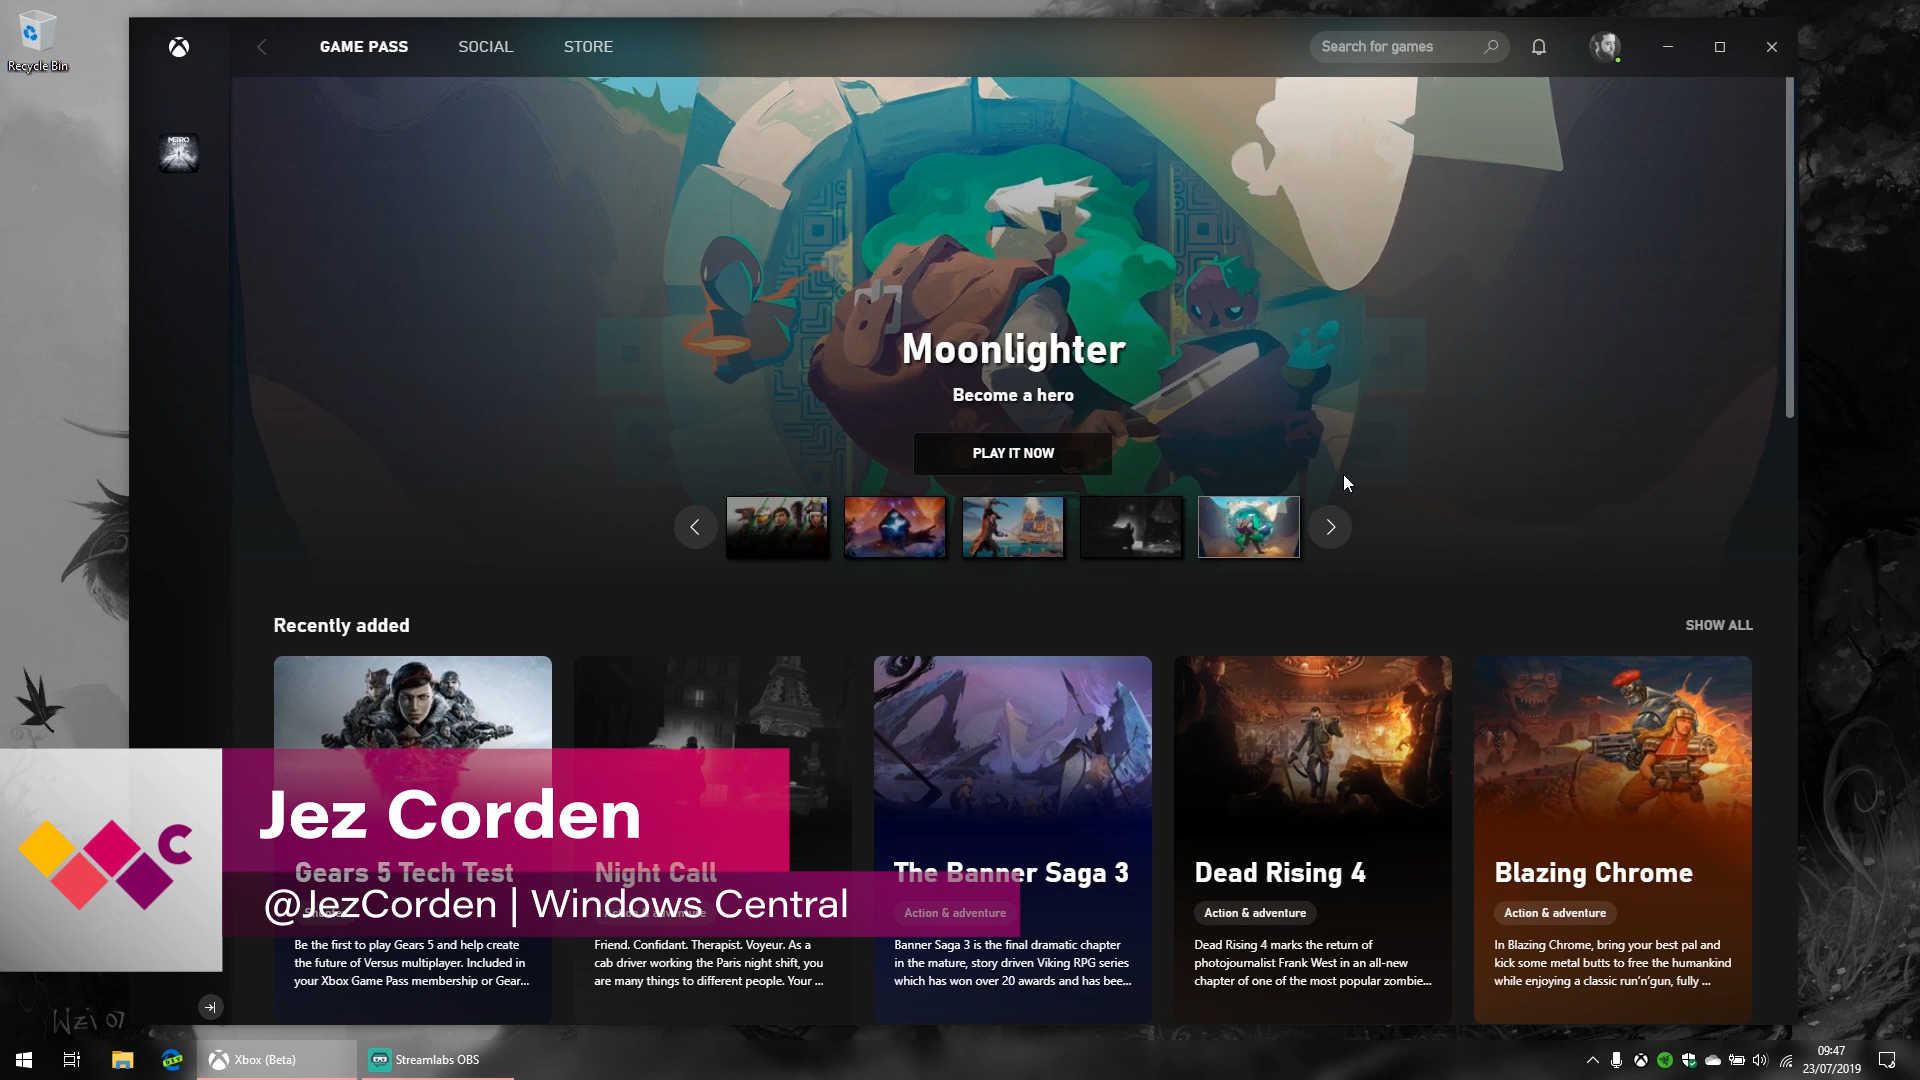 Recycle Bin
GAME PASS
SOCIAL
STORE
Search for games
METRO
Moonlighter
Become a hero
PLAY IT NOW
Recently added
SHOW ALL
Jez Corden
@JezCorden | Windows Central
Gears 5 Tech Test
Be the first to play Gears 5 and help create
the future of Versus multiplayer. Included in
your Xbox Game Pass membership or Gear...
Night Call
Friend. Confidant. Therapist. Voyeur. As a
cab driver working the Paris night shift, you
are many things to different people. Your ...
The Banner Saga 3
Action & adventure
Banner Saga 3 is the final dramatic chapter
in the mature, story driven Viking RPG series
which has won over 20 awards and has bee...
Dead Rising 4
Action & adventure
Dead Rising 4 marks the return of
photojournalist Frank West in an all-new
chapter of one of the most popular zombie...
Blazing Chrome
Action & adventure
In Blazing Chrome, bring your best pal and
kick some metal butts to free the humankind
while enjoying a classic run'n'gun, fully ...
Wzi 07
Xbox (Beta)
Streamlabs OBS
09:47
23/07/2019